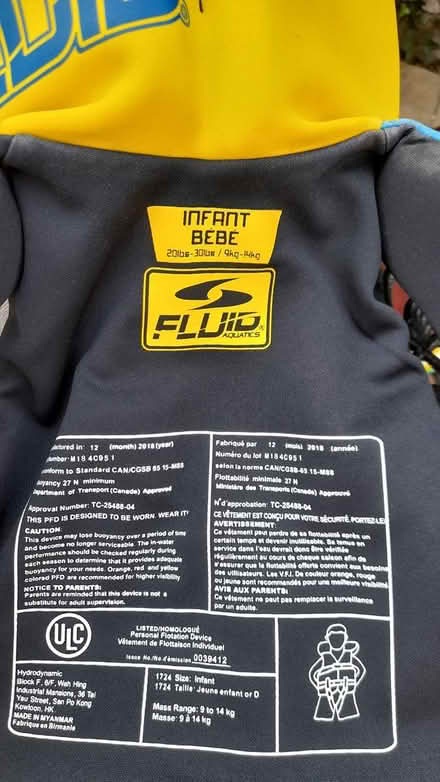 INFANT
BÉBÉ
20lbs-30lbs / 9kg-14kg
FLUID®
AQUATICS
in: 12 (month) 2018 (year)
M184C951
to Standard CAN/CGSB 65 15-M88
27 N minimum
Department of Transport (Canada) Approved
Approval Number: TC-25488-04
THIS PFD IS DESIGNED TO BE WORN. WEAR IT!
CAUTION
This device may lose buoyancy over a period of time
and become no longer serviceable. The in-water
performance should be checked regularly during
each season to determine that it provides adequate
buoyancy for your needs. Orange, red and yellow
colored PFD are recommended for higher visibility
NOTICE TO PARENTS:
Parents are reminded that this device is not a
substitute for adult supervision.
Fabriqué par 12 (mois) 2018 (année)
Numéro du lot M184C951
selon la norme CAN/CGSB 65 15-M88
Flottabilité minimale 27 N
Ministère des Transports (Canada) Approved
N° d'approbation: TC-25488-04
CE VÊTEMENT EST CONÇU POUR VOTRE SÉCURITÉ. PORTEZ-LE!
AVERTISSEMENT:
Ce vêtement peut perdre de sa flottabilité après un
certain temps et devenir inutilisable. Sa tenue en
service dans l'eau devrait donc être vérifiée
régulièrement au cours de chaque saison afin de
s'assurer que la flottabilité offerte convient aux besoins
des utilisateurs. Les V.F.I. De couleur orange, rouge
ou jaune sont recommandés pour une meilleure visibilité
AVIS AUX PARENTS:
Ce vêtement ne peut pas remplacer la surveillance
par un adulte.
ULC
LISTED/HOMOLOGUÉ
Personal Flotation Device
Vêtement de Flottaison Individuel
Issue No./No. d'émission 0039412
Hydrodynamic
Block F, 6/F, Wah Hing
Industrial Mansions, 36 Tai
Yau Street, San Po Kong
Kowloon, HK
MADE IN MYANMAR
Fabriqué en Birmanie
1724 Size: Infant
1724 Taille: Jeune enfant or D
Mass Range: 9 to 14 kg
Masse: 9 à 14 kg